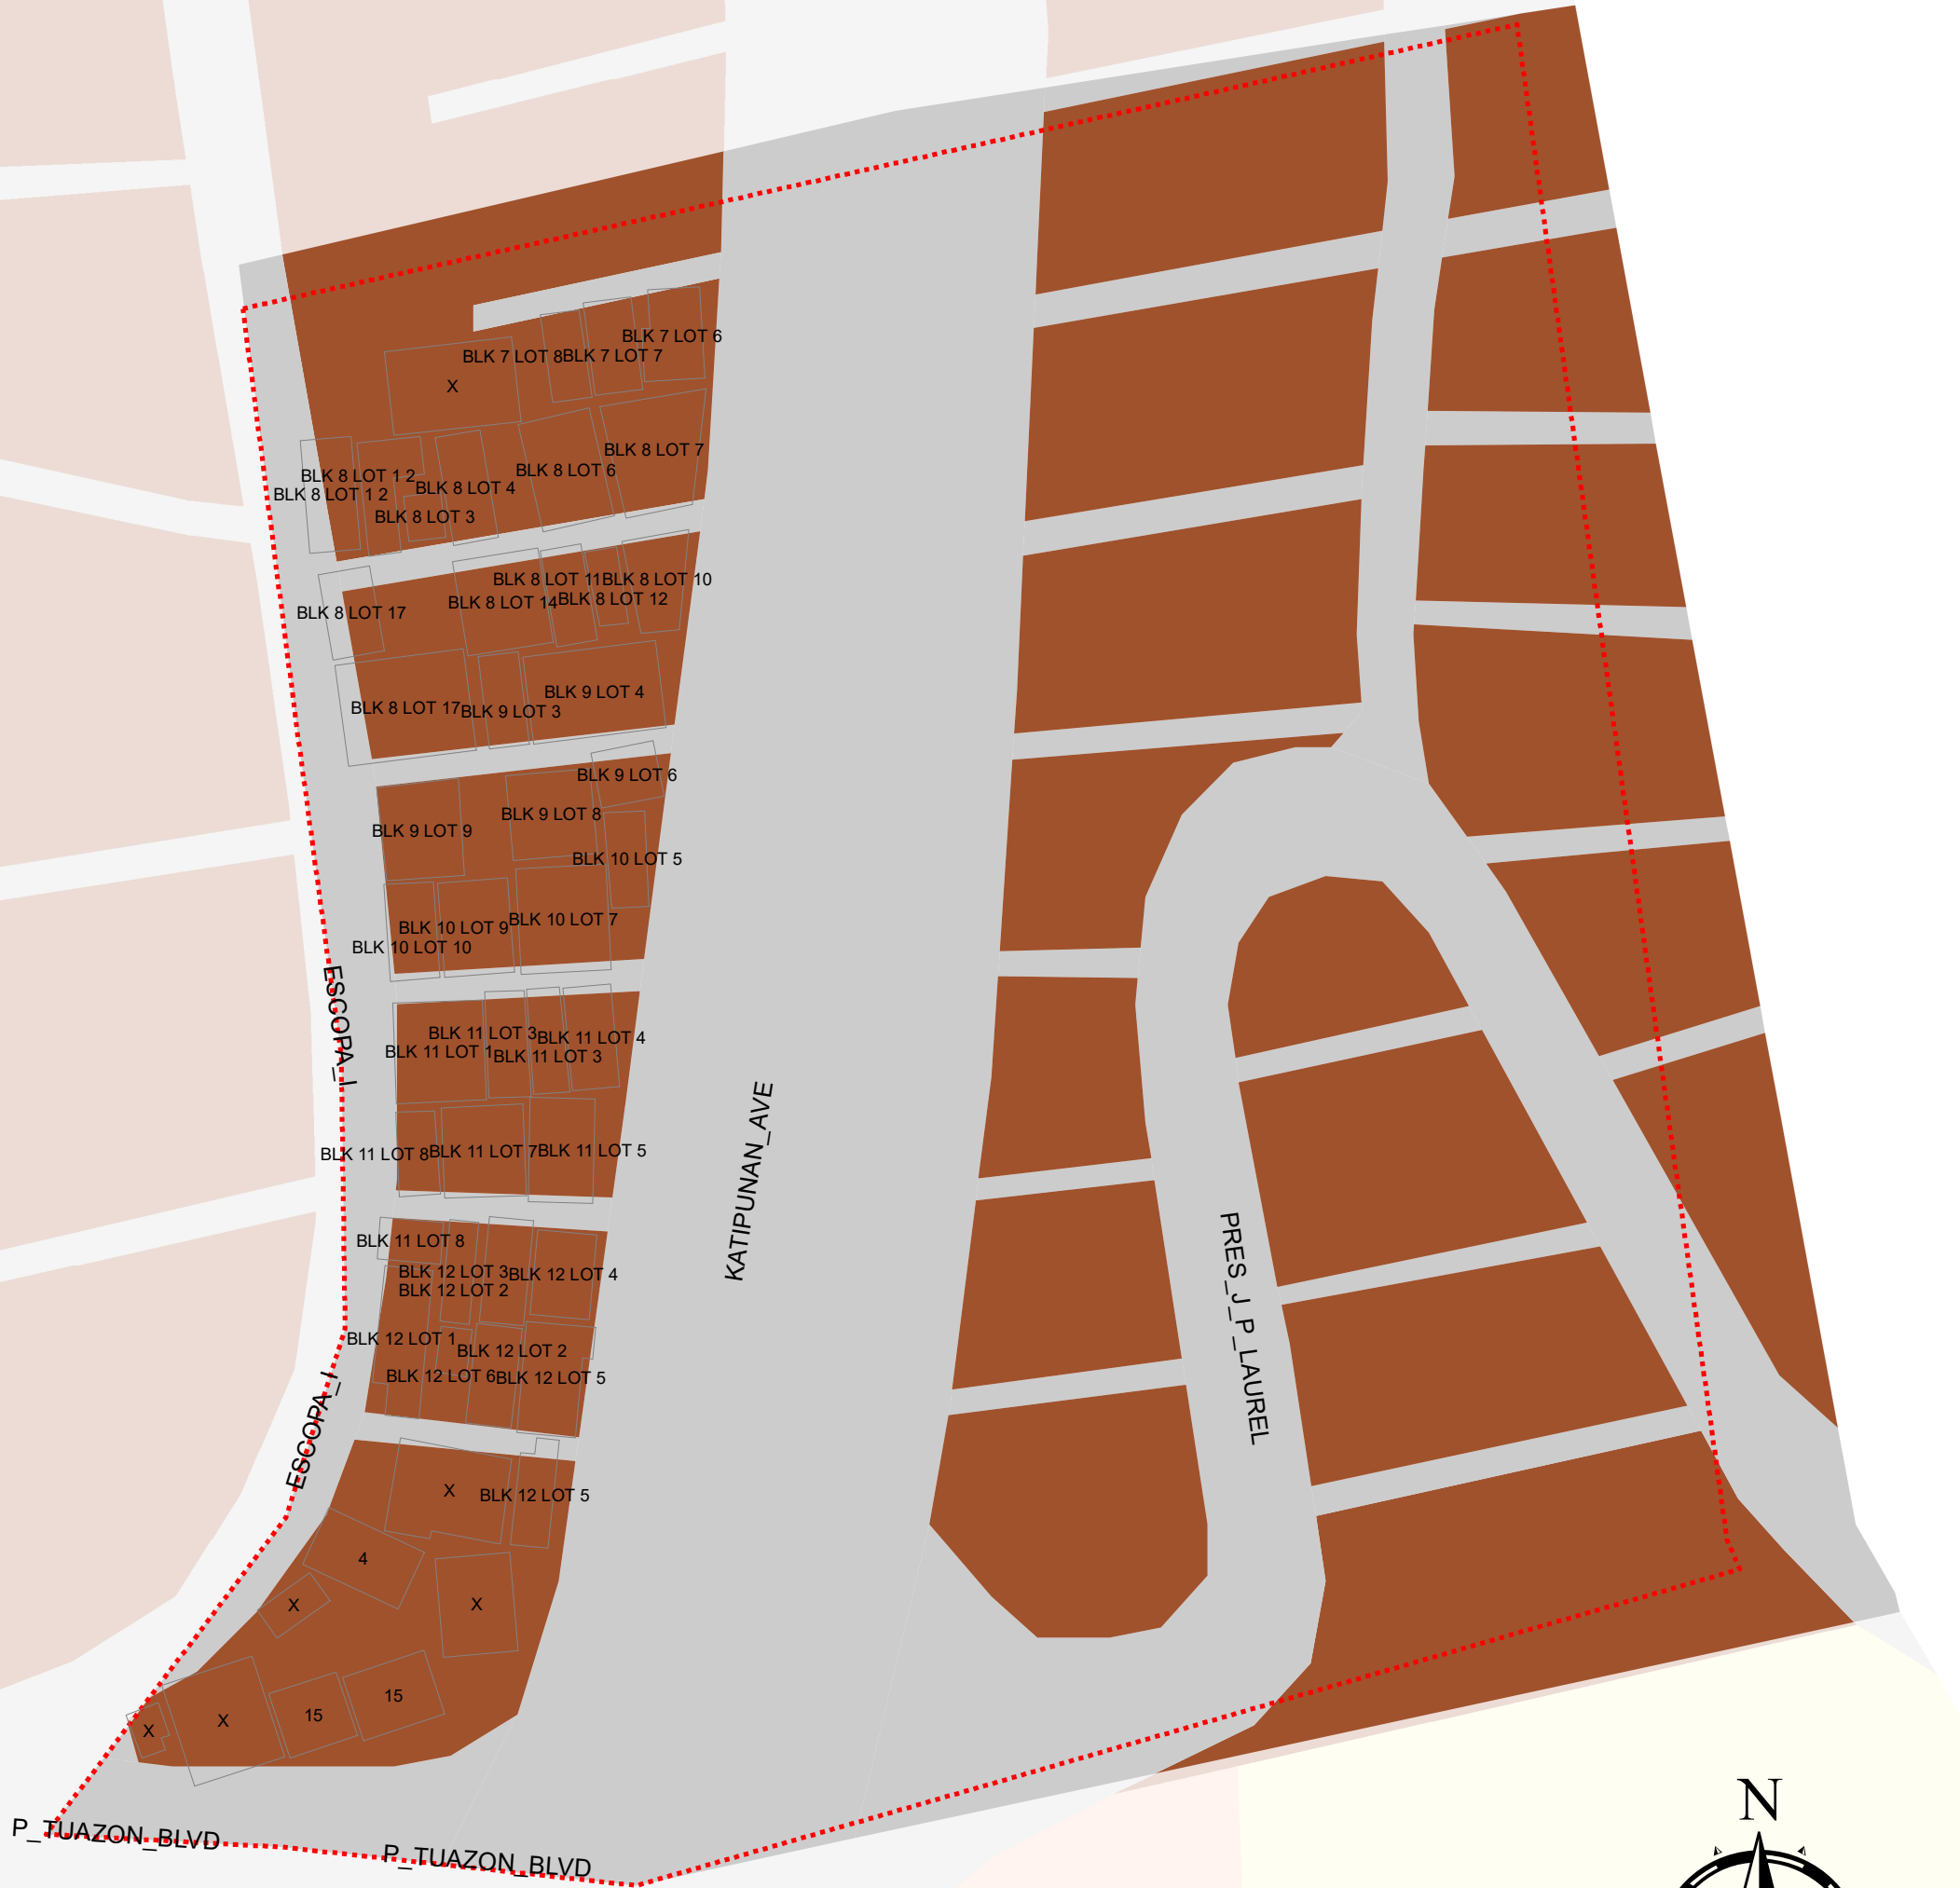 BLK 7 LOT 6
BLK 7 LOT 8
BLK 7 LOT 7
X
BLK 8 LOT 7
BLK 8 LOT 6
BLK 8 LOT 1 2
BLK 8 LOT 4
BLK 8 LOT 1 2
BLK 8 LOT 3
BLK 8 LOT 11
BLK 8 LOT 10
BLK 8 LOT 14
BLK 8 LOT 12
BLK 8 LOT 17
BLK 9 LOT 4
BLK 8 LOT 17
BLK 9 LOT 3
BLK 9 LOT 6
BLK 9 LOT 8
BLK 9 LOT 9
BLK 10 LOT 5
BLK 10 LOT 7
BLK 10 LOT 9
BLK 10 LOT 10
ESCOPA_I
BLK 11 LOT 3
BLK 11 LOT 4
BLK 11 LOT 1
BLK 11 LOT 3
BLK 11 LOT 8
BLK 11 LOT 7
BLK 11 LOT 5
KATIPUNAN_AVE
BLK 11 LOT 8
BLK 12 LOT 3
BLK 12 LOT 4
BLK 12 LOT 2
PRES_J_P_LAUREL
BLK 12 LOT 1
BLK 12 LOT 2
BLK 12 LOT 6
BLK 12 LOT 5
ESCOPA_I
X
BLK 12 LOT 5
4
X
X
15
15
X
X
N
P_TUAZON_BLVD
P_TUAZON_BLVD